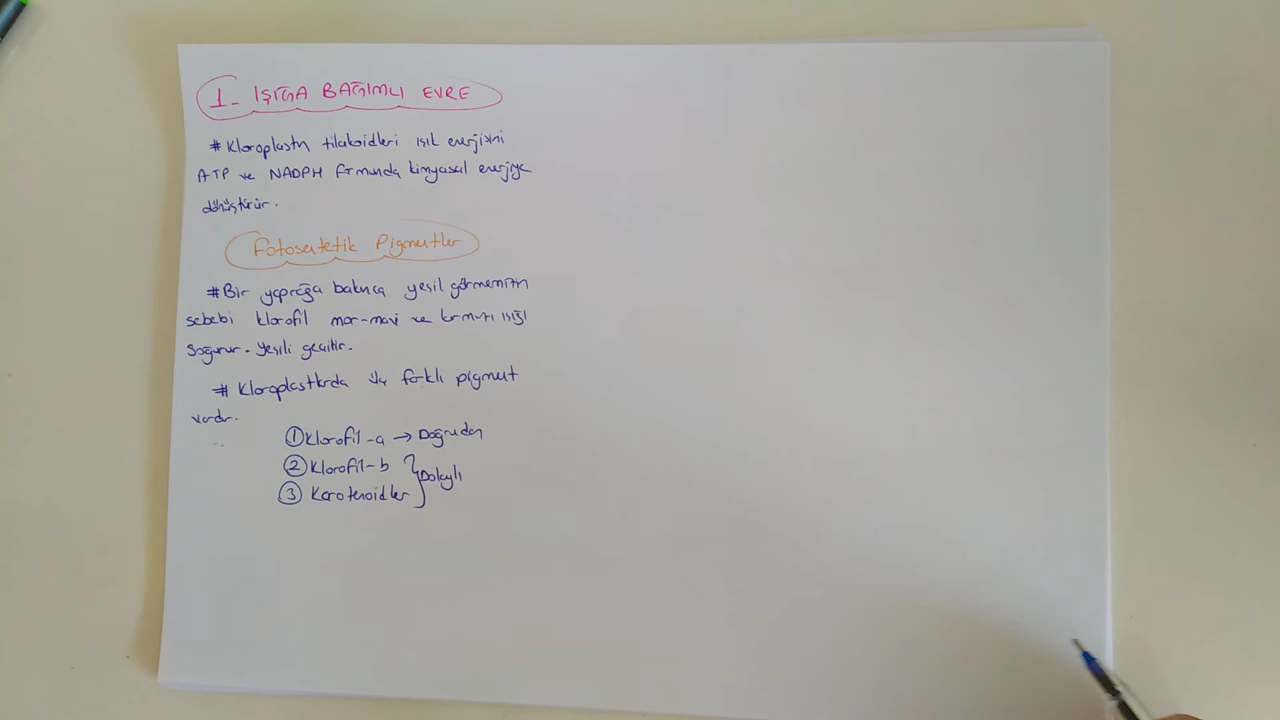 1- IŞIĞA BAĞIMLI EVRE
# Kloroplastın tilakoidleri ışık enerjisini
ATP ve NADPH formunda kimyasal enerjiye
dönüştürür.
Fotosentetik Pigmentler
# Bir yaprağa bakınca yeşil görmemizin
sebebi klorofil mor-mavi ve kırmızı ışığı
soğurur. Yeşili geçirir.
# Kloroplastlarda üç farklı pigment
vardır.
① Klorofil-a → Doğrudan
② Klorofil-b } Dolaylı
③ Karotenoidler